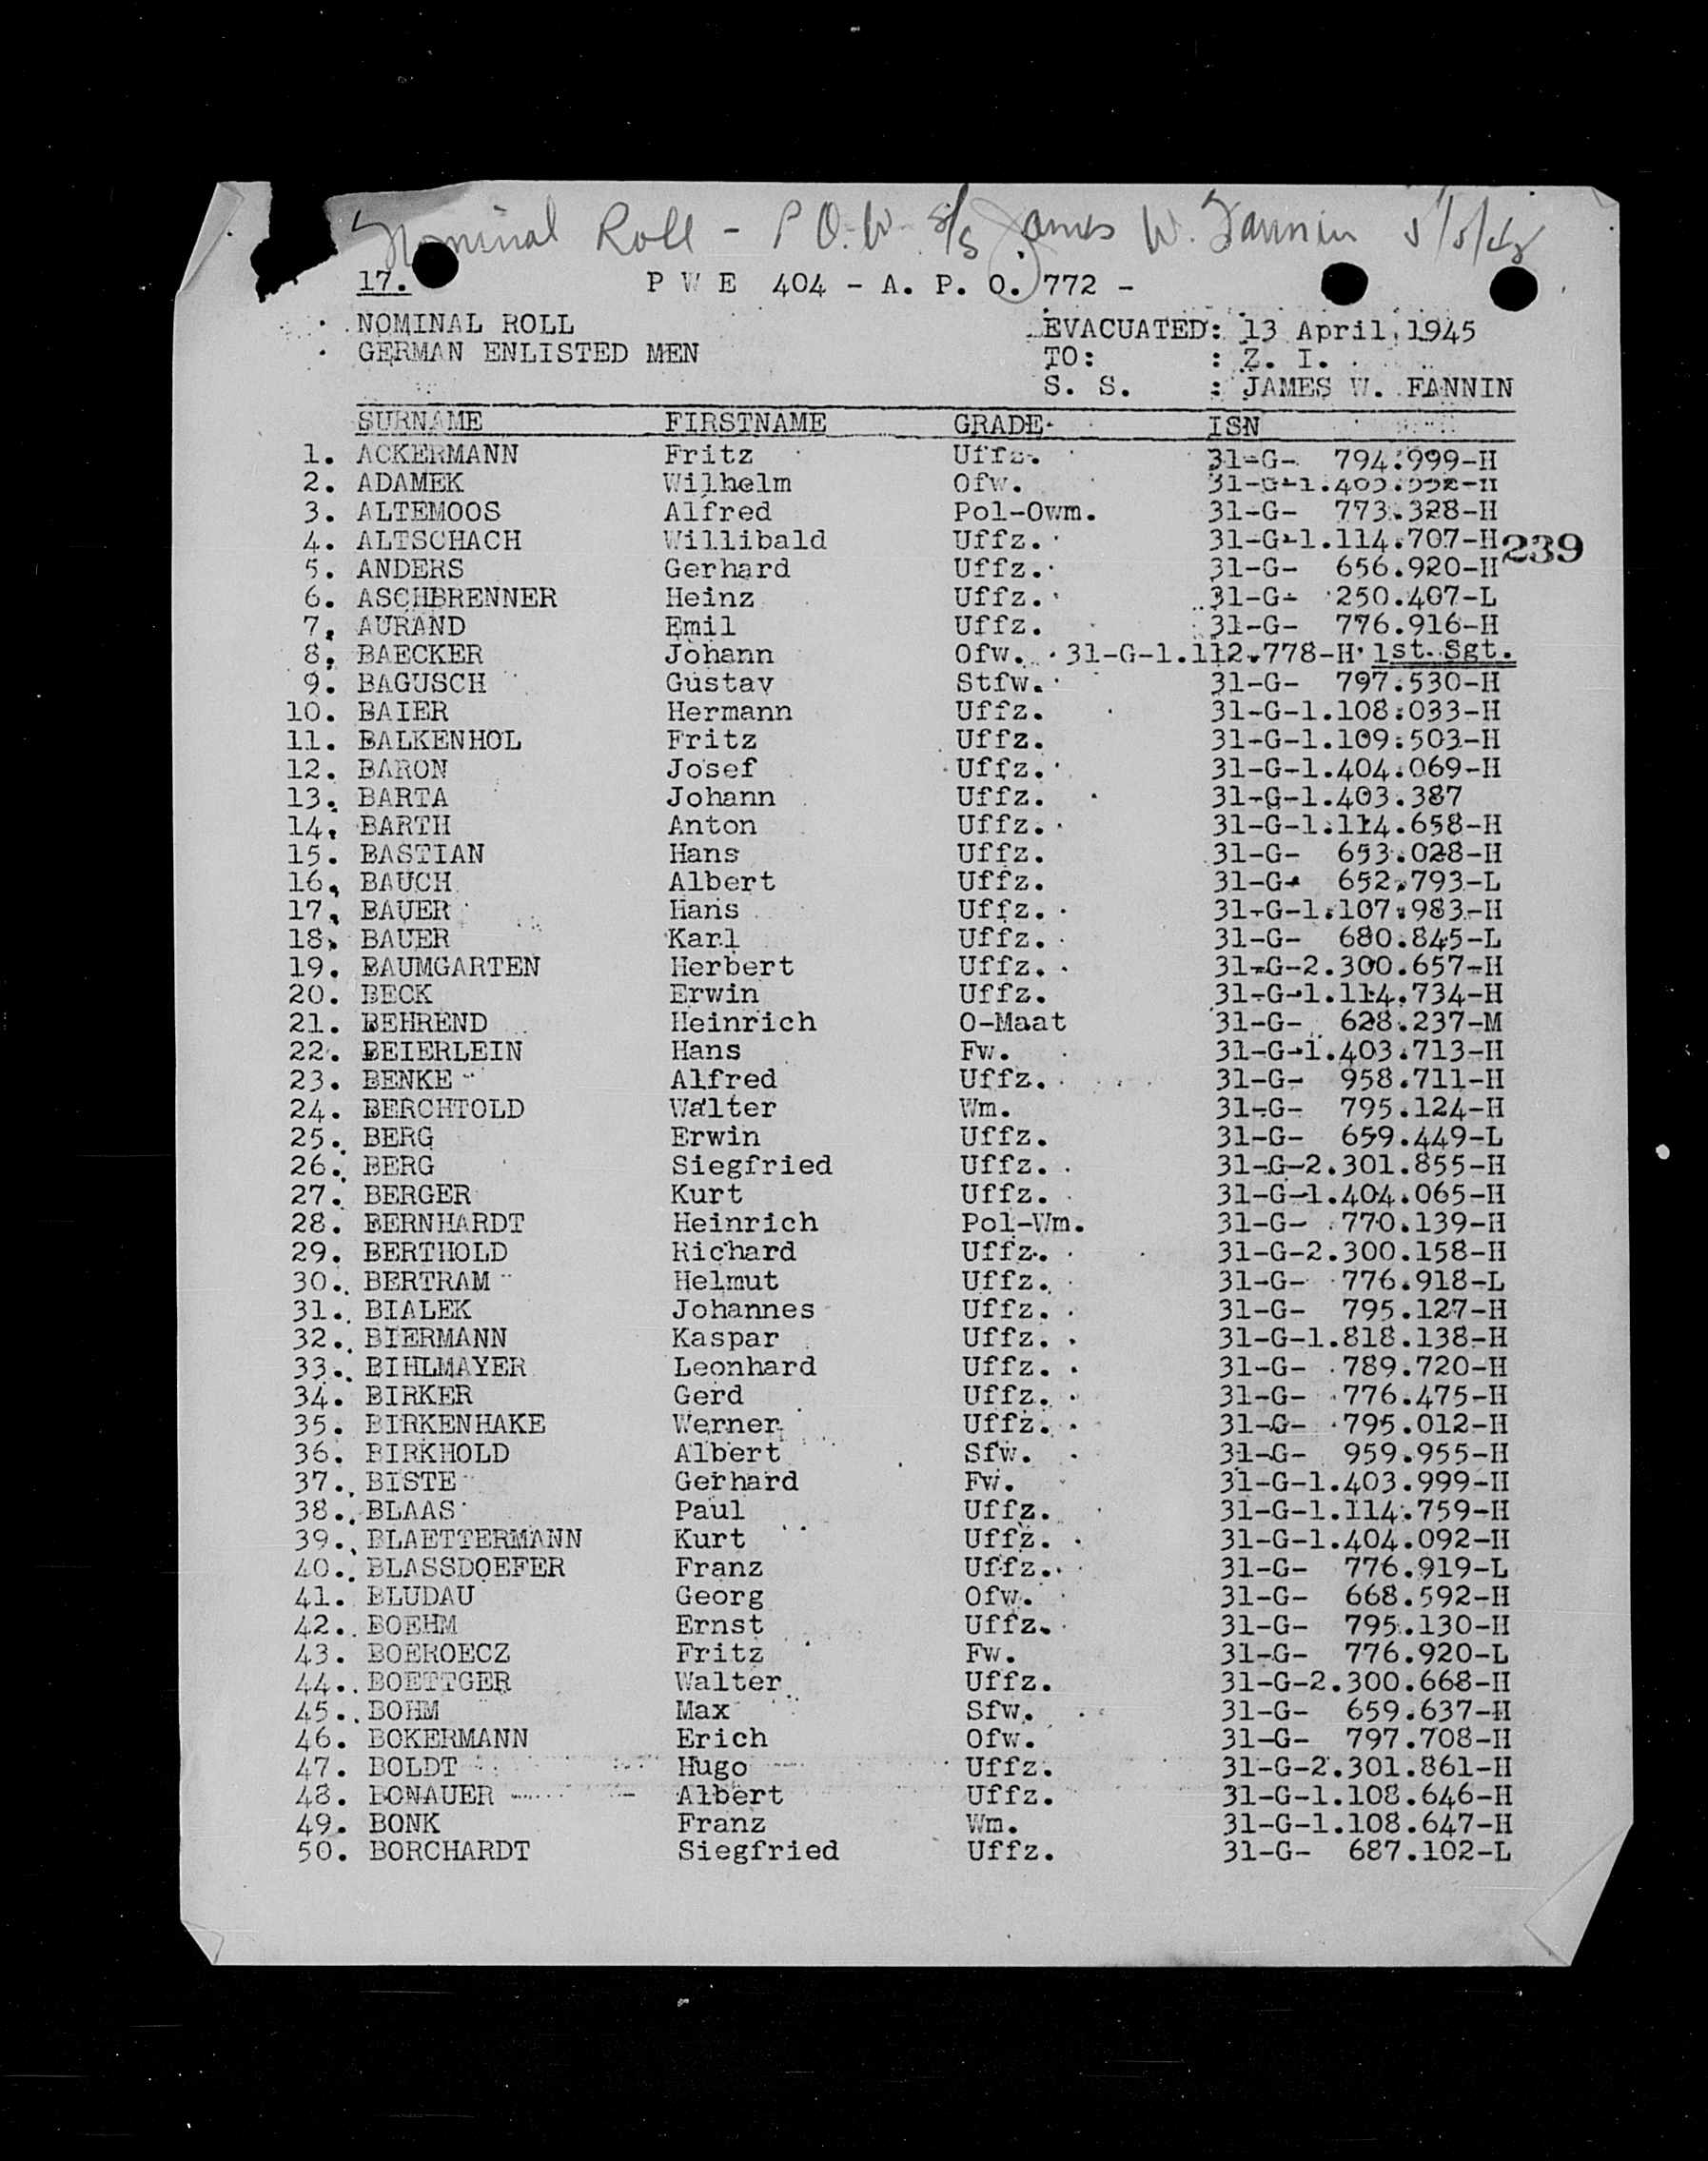 Nominal Roll - P.O.W. S/S James W. Fannin
17. P W E 404 - A. P. O. 772 -
NOMINAL ROLL EVACUATED: 13 April 1945
GERMAN ENLISTED MEN TO: : Z. I.
S. S. : JAMES W. FANNIN
SURNAME FIRSTNAME GRADE ISN
1. ACKERMANN Fritz Uffz. 31-G- 794.999-H
2. ADAMEK Wilhelm Ofw.
3. ALTEMOOS Alfred Pol-Owm. 31-G- 773.328-H
4. ALTSCHACH Willibald Uffz. 31-G-1.114.707-H 239
5. ANDERS Gerhard Uffz. 31-G- 656.920-H
6. ASCHBRENNER Heinz Uffz. 31-G- 250.407-L
7. AURAND Emil Uffz. 31-G- 776.916-H
8. BAECKER Johann Ofw. 31-G-1.112.778-H 1st Sgt.
9. BAGUSCH Gustav Stfw. 31-G- 797.530-H
10. BAIER Hermann Uffz. 31-G-1.108.033-H
11. BALKENHOL Fritz Uffz. 31-G-1.109.503-H
12. BARON Josef Uffz. 31-G-1.404.069-H
13. BARTA Johann Uffz. 31-G-1.403.387
14. BARTH Anton Uffz. 31-G-1.114.658-H
15. BASTIAN Hans Uffz. 31-G- 653.028-H
16. BAUCH Albert Uffz. 31-G- 652.793-L
17. BAUER Hans Uffz. 31-G-1.107.983-H
18. BAUER Karl Uffz. 31-G- 680.845-L
19. BAUMGARTEN Herbert Uffz. 31-G-2.300.657-H
20. BECK Erwin Uffz. 31-G-1.114.734-H
21. BEHREND Heinrich O-Maat 31-G- 628.237-M
22. BEIERLEIN Hans Fw. 31-G-1.403.713-H
23. BENKE Alfred Uffz. 31-G- 958.711-H
24. BERCHTOLD Walter Wm. 31-G- 795.124-H
25. BERG Erwin Uffz. 31-G- 659.449-L
26. BERG Siegfried Uffz. 31-G-2.301.855-H
27. BERGER Kurt Uffz. 31-G-1.404.065-H
28. BERNHARDT Heinrich Pol-Wm. 31-G- 770.139-H
29. BERTHOLD Richard Uffz. 31-G-2.300.158-H
30. BERTRAM Helmut Uffz. 31-G- 776.918-L
31. BIALEK Johannes Uffz. 31-G- 795.127-H
32. BIERMANN Kaspar Uffz. 31-G-1.818.138-H
33. BIHLMAYER Leonhard Uffz. 31-G- 789.720-H
34. BIRKER Gerd Uffz. 31-G- 776.475-H
35. BIRKENHAKE Werner Uffz. 31-G- 795.012-H
36. BIRKHOLD Albert Sfw. 31-G- 959.955-H
37. BISTE Gerhard Fw. 31-G-1.403.999-H
38. BLAAS Paul Uffz. 31-G-1.114.759-H
39. BLAETTERMANN Kurt Uffz. 31-G-1.404.092-H
40. BLASSDOEFER Franz Uffz. 31-G- 776.919-L
41. BLUDAU Georg Ofw. 31-G- 668.592-H
42. BOEHM Ernst Uffz. 31-G- 795.130-H
43. BOEROECZ Fritz Fw. 31-G- 776.920-L
44. BOETTGER Walter Uffz. 31-G-2.300.668-H
45. BOHM Max Sfw. 31-G- 659.637-H
46. BOKERMANN Erich Ofw. 31-G- 797.708-H
47. BOLDT Hugo Uffz. 31-G-2.301.861-H
48. BONAUER Albert Uffz. 31-G-1.108.646-H
49. BONK Franz Wm. 31-G-1.108.647-H
50. BORCHARDT Siegfried Uffz. 31-G- 687.102-L